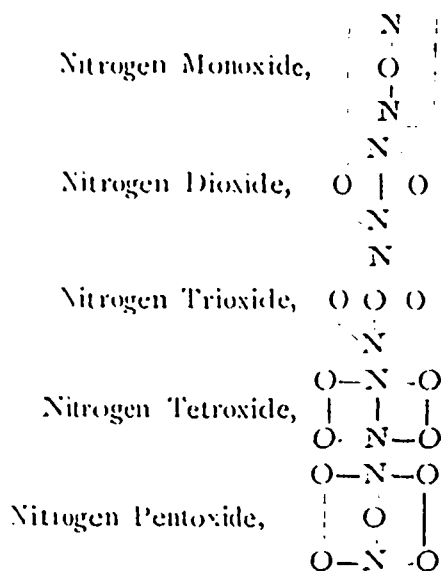 N
Nitrogen Monoxide, O
N
N
Nitrogen Dioxide, O O
N
N
Nitrogen Trioxide, O O O
N
O—N—O
Nitrogen Tetroxide,
O—N—O
O—N—O
Nitrogen Pentoxide, O
O—N—O